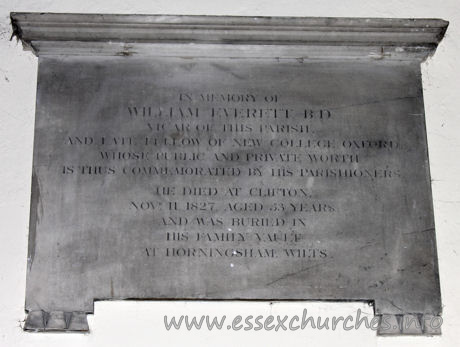 IN MEMORY OF
WILLIAM EVERETT B.D.
VICAR OF THIS PARISH,
AND LATE FELLOW OF NEW COLLEGE OXFORD,
WHOSE PUBLIC AND PRIVATE WORTH
IS THUS COMMEMORATED BY HIS PARISHIONERS.
HE DIED AT CLIFTON,
NOV. 11. 1827, AGED 53 YEARS,
AND WAS BURIED IN
HIS FAMILY VAULT
AT HORNINGSHAM, WILTS.
www.essexchurches.info